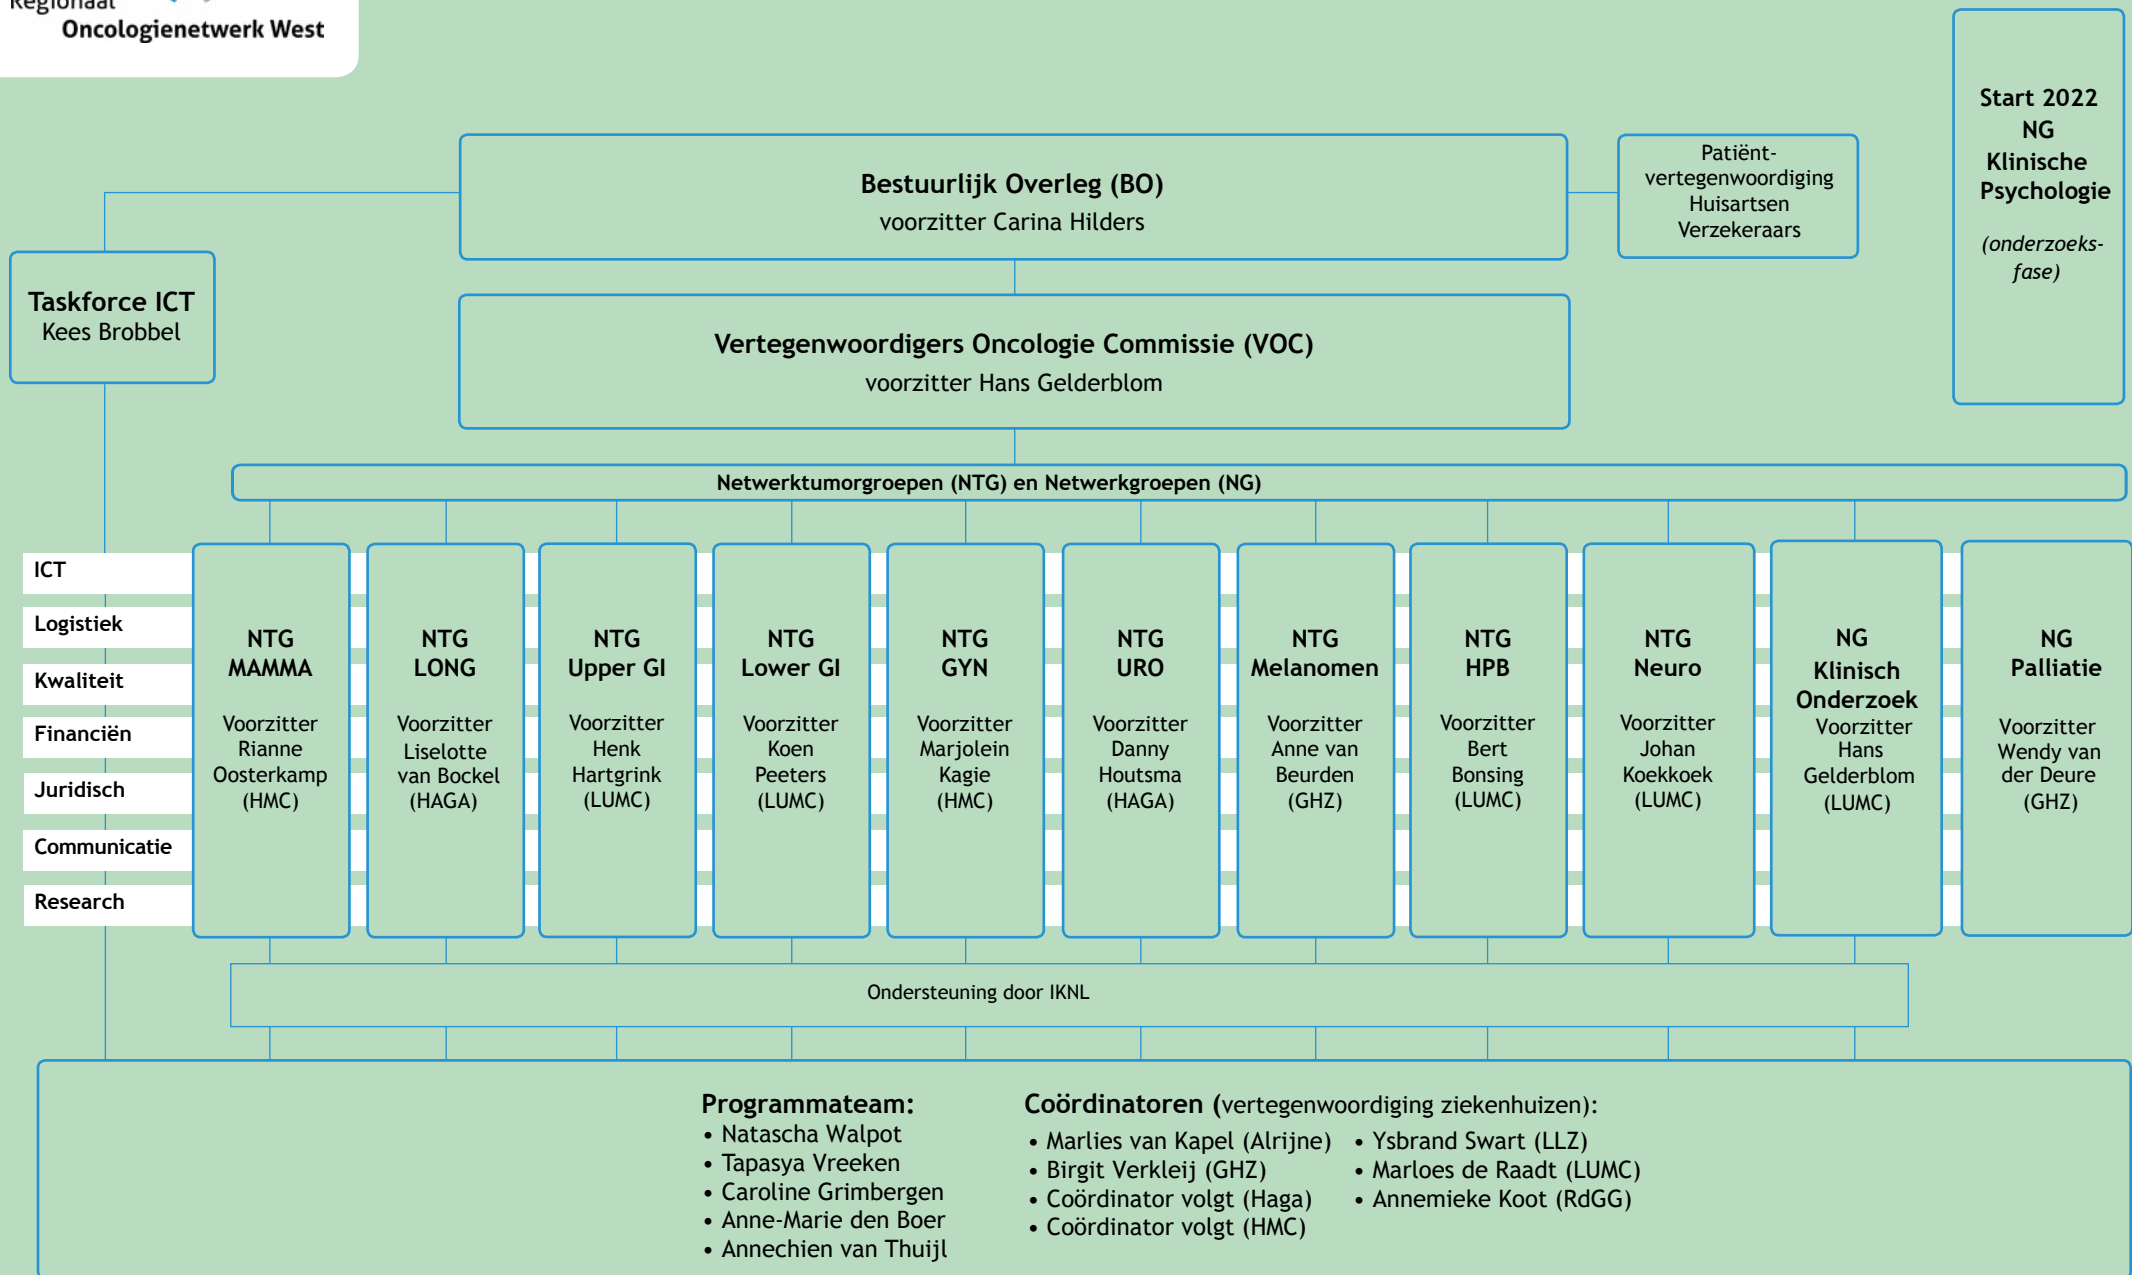 Regionaal
Oncologienetwerk West
Start 2022
NG
Klinische
Psychologie
(onderzoeks-
fase)
Bestuurlijk Overleg (BO)
voorzitter Carina Hilders
Patiënt-
vertegenwoordiging
Huisartsen
Verzekeraars
Taskforce ICT
Kees Brobbel
Vertegenwoordigers Oncologie Commissie (VOC)
voorzitter Hans Gelderblom
Netwerktumorgroepen (NTG) en Netwerkgroepen (NG)
ICT
Logistiek
Kwaliteit
Financiën
Juridisch
Communicatie
Research
NTG
MAMMA
Voorzitter
Rianne
Oosterkamp
(HMC)
NTG
LONG
Voorzitter
Liselotte
van Bockel
(HAGA)
NTG
Upper GI
Voorzitter
Henk
Hartgrink
(LUMC)
NTG
Lower GI
Voorzitter
Koen
Peeters
(LUMC)
NTG
GYN
Voorzitter
Marjolein
Kagie
(HMC)
NTG
URO
Voorzitter
Danny
Houtsma
(HAGA)
NTG
Melanomen
Voorzitter
Anne van
Beurden
(GHZ)
NTG
HPB
Voorzitter
Bert
Bonsing
(LUMC)
NTG
Neuro
Voorzitter
Johan
Koekkoek
(LUMC)
NG
Klinisch
Onderzoek
Voorzitter
Hans
Gelderblom
(LUMC)
NG
Palliatie
Voorzitter
Wendy van
der Deure
(GHZ)
Ondersteuning door IKNL
Programmateam:
• Natascha Walpot
• Tapasya Vreeken
• Caroline Grimbergen
• Anne-Marie den Boer
• Annechien van Thuijl
Coördinatoren (vertegenwoordiging ziekenhuizen):
• Marlies van Kapel (Alrijne)
• Birgit Verkleij (GHZ)
• Coördinator volgt (Haga)
• Coördinator volgt (HMC)
• Ysbrand Swart (LLZ)
• Marloes de Raadt (LUMC)
• Annemieke Koot (RdGG)